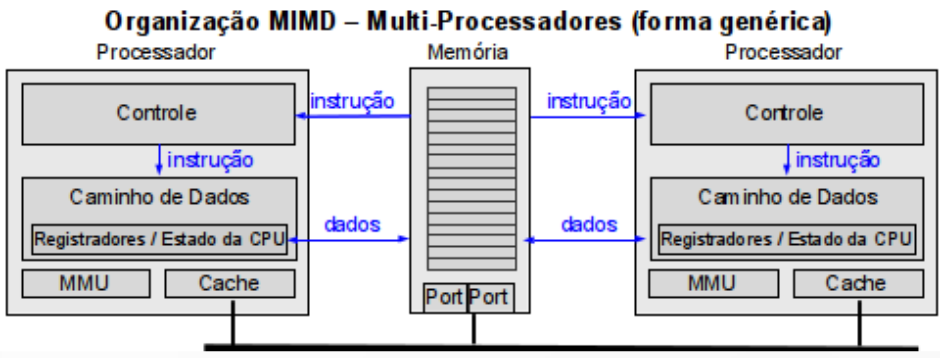 Organização MIMD – Multi-Processadores (forma genérica)
Processador
Memória
Processador
Controle
instrução
instrução
Controle
instrução
instrução
Caminho de Dados
Caminho de Dados
dados
dados
Registradores / Estado da CPU
Registradores / Estado da CPU
MMU
Cache
Port
Port
MMU
Cache